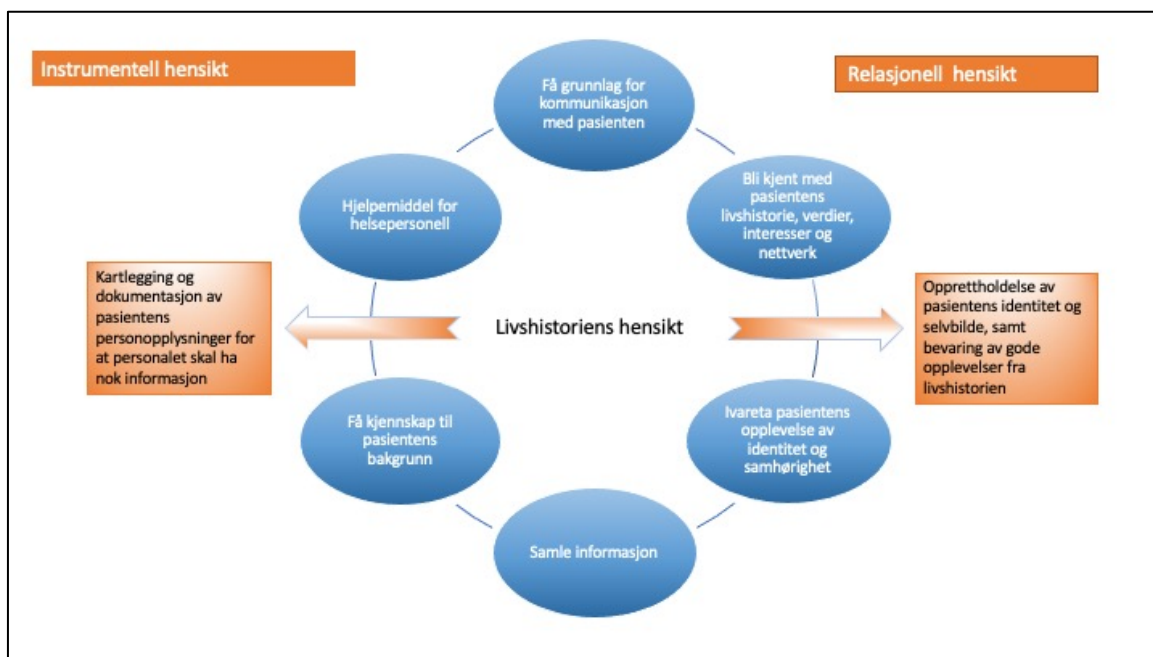 Instrumentell hensikt
Relasjonell  hensikt
Få grunnlag for
kommunikasjon
med pasienten
Hjelpemiddel for
helsepersonell
Bli kjent med
pasientens
livshistorie, verdier,
interesser og
nettverk
Kartlegging og
dokumentasjon av
pasientens
personopplysninger for
at personalet skal ha
nok informasjon
Livshistoriens hensikt
Opprettholdelse av
pasientens identitet og
selvbilde, samt
bevaring av gode
opplevelser fra
livshistorien
Få kjennskap til
pasientens
bakgrunn
Ivareta pasientens
opplevelse av
identitet og
samhørighet
Samle informasjon